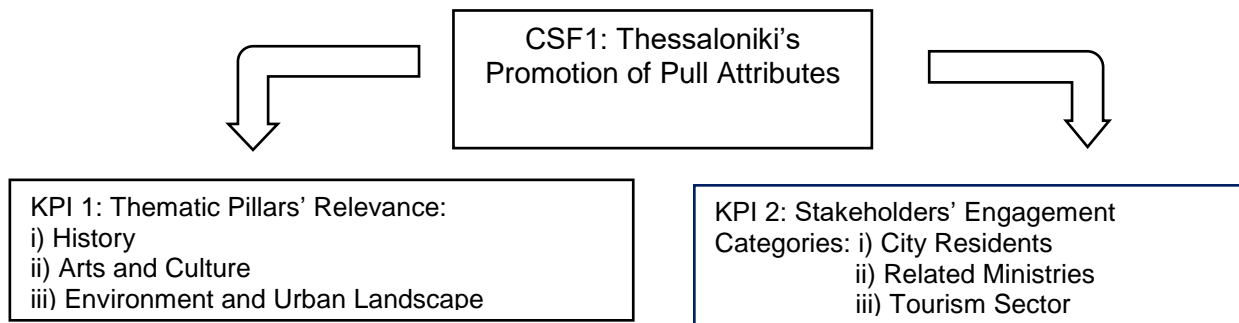 CSF1: Thessaloniki’s
Promotion of Pull Attributes
KPI 1: Thematic Pillars’ Relevance:
i) History
ii) Arts and Culture
iii) Environment and Urban Landscape
KPI 2: Stakeholders’ Engagement
Categories: i) City Residents
ii) Related Ministries
iii) Tourism Sector